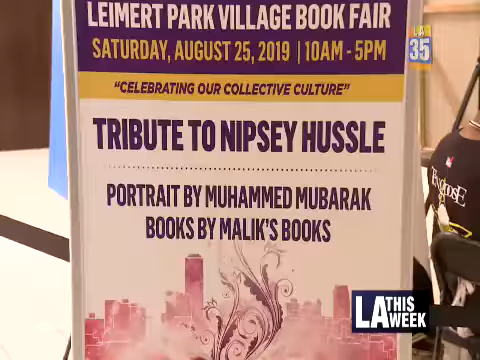 LEIMERT PARK VILLAGE BOOK FAIR
SATURDAY, AUGUST 25, 2019 | 10AM - 5PM
"CELEBRATING OUR COLLECTIVE CULTURE"
TRIBUTE TO NIPSEY HUSSLE
PORTRAIT BY MUHAMMED MUBARAK
BOOKS BY MALIK'S BOOKS
LA
35
LA THIS
WEEK